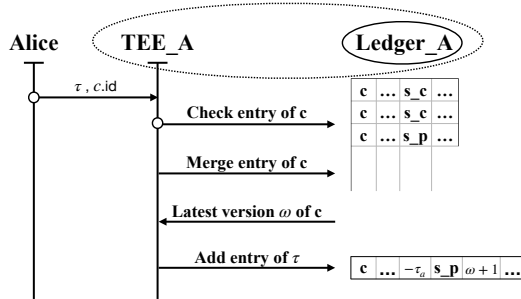 Alice TEE_A Ledger_A
τ , c.id
c ... s_c ...
Check entry of c c ... s_c ...
c ... s_p ...
Merge entry of c
Latest version ω of c
Add entry of τ c ... −τₐ s_p ω + 1 ...